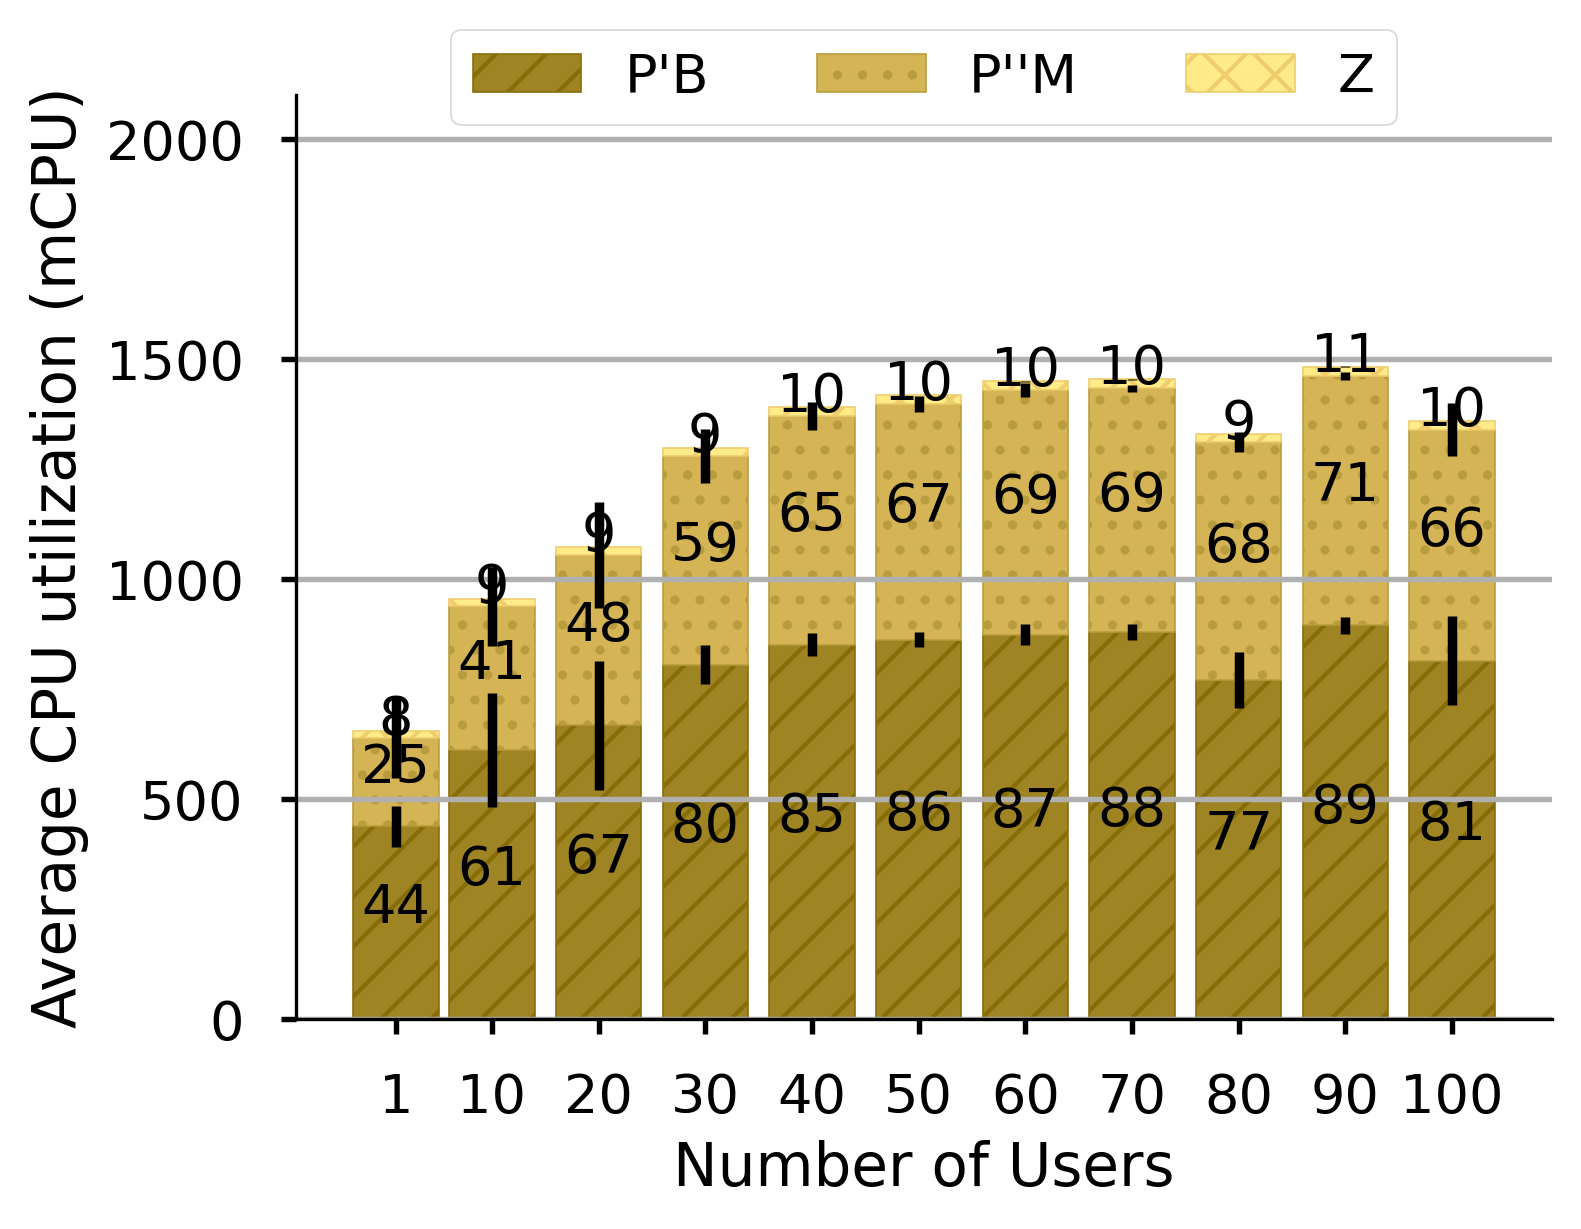 P'B P''M Z
Average CPU utilization (mCPU)
2000
1500
1000
500
0
8 9 9 9 10 10 10 10 9 11 10
25 41 48 59 65 67 69 69 68 71 66
44 61 67 80 85 86 87 88 77 89 81
1 10 20 30 40 50 60 70 80 90 100
Number of Users